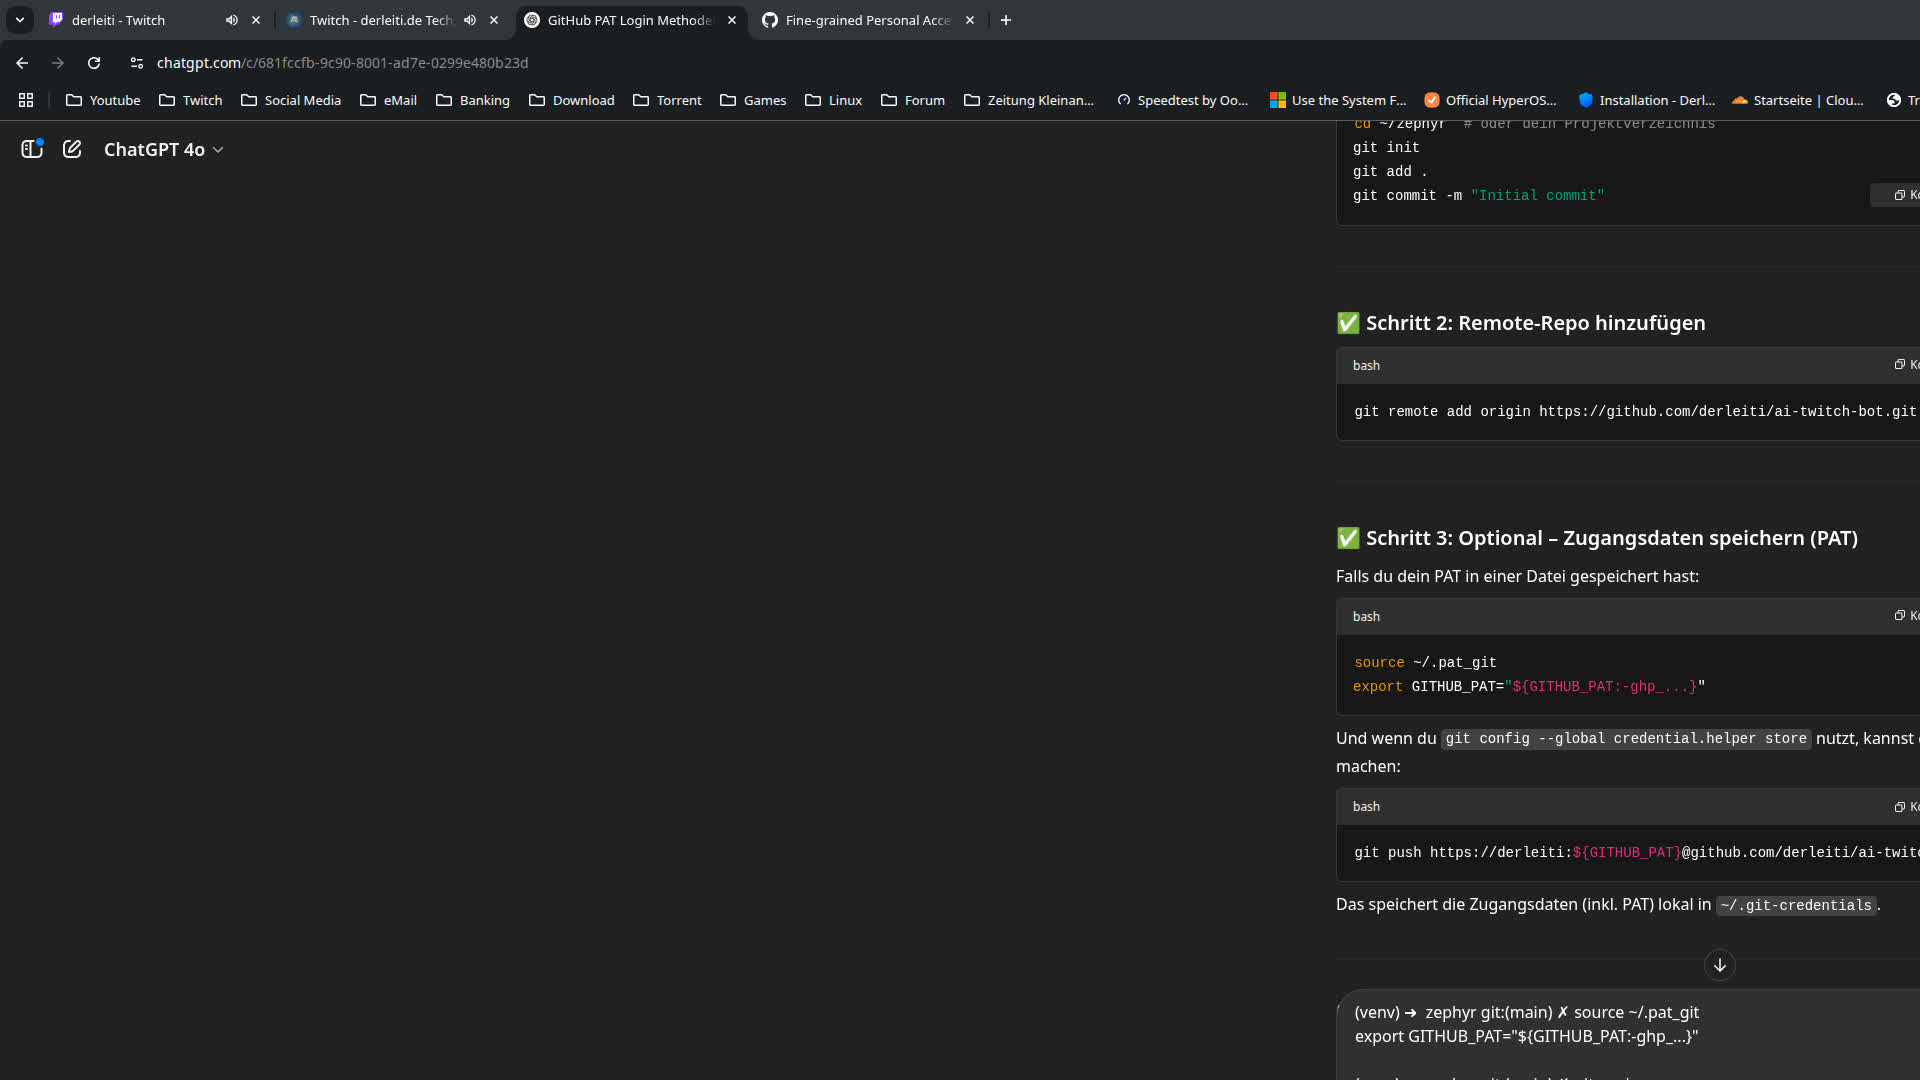 derleiti - Twitch
Twitch - derleiti.de Tech
GitHub PAT Login Methode
Fine-grained Personal Acce
chatgpt.com/c/681fccfb-9c90-8001-ad7e-0299e480b23d
Youtube
Twitch
Social Media
eMail
Banking
Download
Torrent
Games
Linux
Forum
Zeitung Kleinan...
Speedtest by Oo...
Use the System F...
Official HyperOS...
Installation - Derl...
Startseite | Clou...
Tr
ChatGPT 4o
cd ~/zephyr  # oder dein Projektverzeichnis
git init
git add .
git commit -m "Initial commit"
Ko
✅ Schritt 2: Remote-Repo hinzufügen
bash
Ko
git remote add origin https://github.com/derleiti/ai-twitch-bot.git
✅ Schritt 3: Optional – Zugangsdaten speichern (PAT)
Falls du dein PAT in einer Datei gespeichert hast:
bash
Ko
source ~/.pat_git
export GITHUB_PAT="${GITHUB_PAT:-ghp_...}"
Und wenn du git config --global credential.helper store nutzt, kannst
machen:
bash
Ko
git push https://derleiti:${GITHUB_PAT}@github.com/derleiti/ai-twitc
Das speichert die Zugangsdaten (inkl. PAT) lokal in ~/.git-credentials.
(venv) ➜  zephyr git:(main) ✗ source ~/.pat_git
export GITHUB_PAT="${GITHUB_PAT:-ghp_...}"